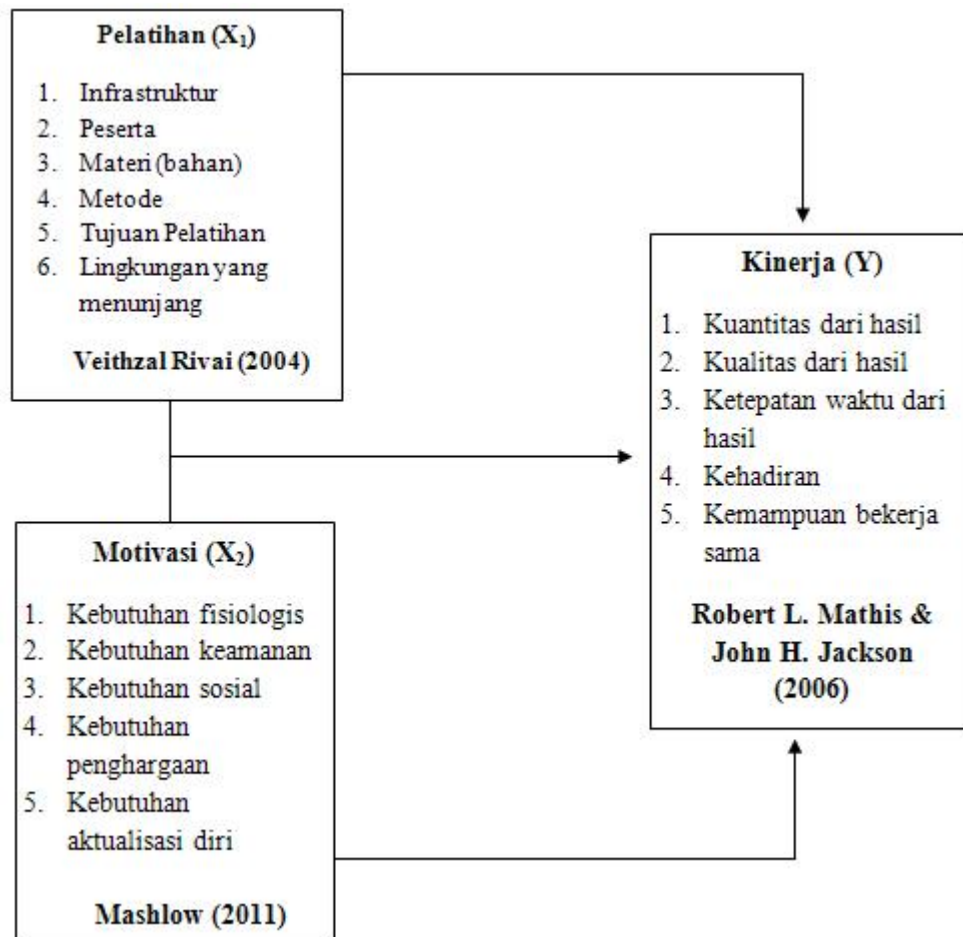 Pelatihan (X₁)
1. Infrastruktur
2. Peserta
3. Materi (bahan)
4. Metode
5. Tujuan Pelatihan
6. Lingkungan yang
menunjang
Veithzal Rivai (2004)
Motivasi (X₂)
1. Kebutuhan fisiologis
2. Kebutuhan keamanan
3. Kebutuhan sosial
4. Kebutuhan
penghargaan
5. Kebutuhan
aktualisasi diri
Mashlow (2011)
Kinerja (Y)
1. Kuantitas dari hasil
2. Kualitas dari hasil
3. Ketepatan waktu dari
hasil
4. Kehadiran
5. Kemampuan bekerja
sama
Robert L. Mathis &
John H. Jackson
(2006)